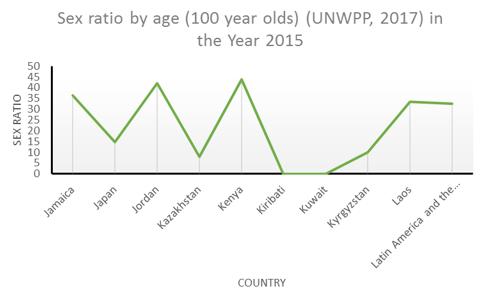 Sex ratio by age (100 year olds) (UNWPP, 2017) in
the Year 2015
50
45
40
35
30
25
20
15
10
5
0
SEX RATIO
Jamaica
Japan
Jordan
Kazakhstan
Kenya
Kiribati
Kuwait
Kyrgyzstan
Laos
Latin America and the...
COUNTRY